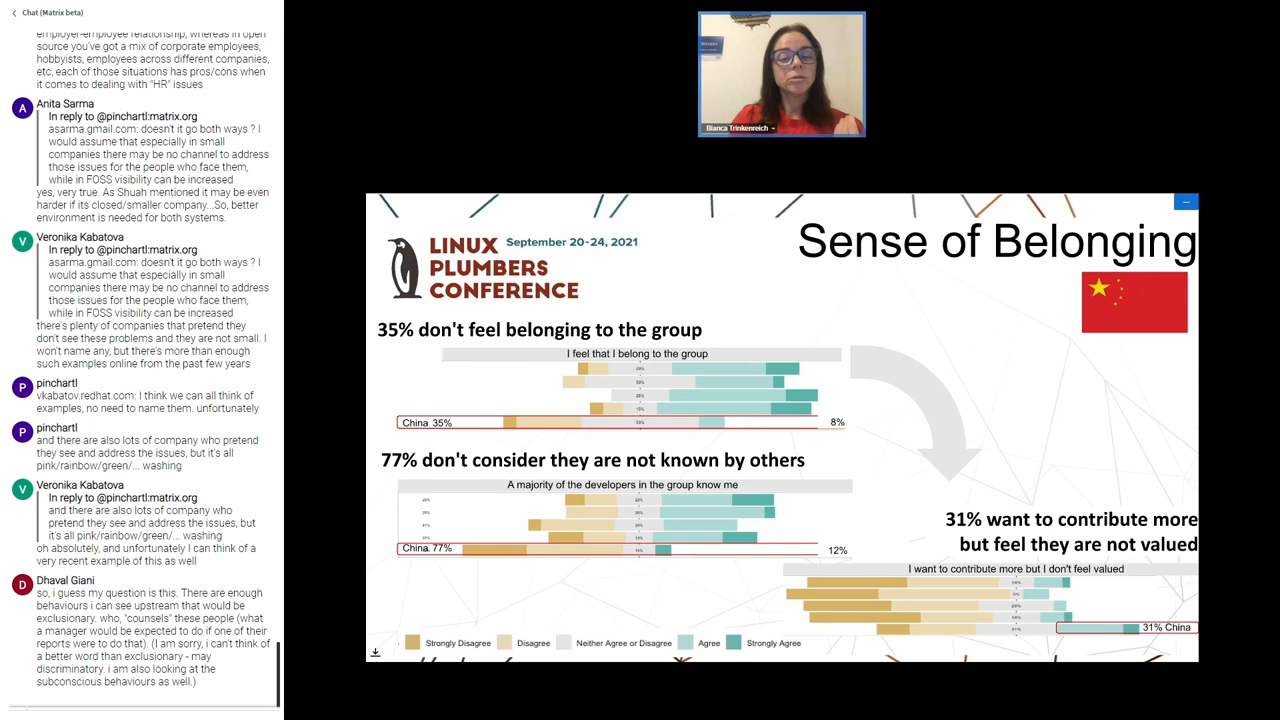 Chat (Matrix beta)
employer-employee relationship, whereas in open
source you've got a mix of corporate employees,
hobbyists, employees across different companies,
etc, each of those situations has pros/cons when
it comes to dealing with "HR" issues
A
Anita Sarma
In reply to @pinchartl:matrix.org
asarma.gmail.com: doesn't it go both ways ? I
would assume that especially in small
companies there may be no channel to address
those issues for the people who face them,
while in FOSS visibility can be increased
yes, very true. As Shuah mentioned it may be even
harder if its closed/smaller company...So, better
environment is needed for both systems.
V
Veronika Kabatova
In reply to @pinchartl:matrix.org
asarma.gmail.com: doesn't it go both ways ? I
would assume that especially in small
companies there may be no channel to address
those issues for the people who face them,
while in FOSS visibility can be increased
there's plenty of companies that pretend they
don't see these problems and they are not small. I
won't name any, but there's more than enough
such examples online from the past few years
P
pinchartl
vkabatov.redhat.com: I think we can all think of
examples, no need to name them. unfortunately
P
pinchartl
and there are also lots of company who pretend
they see and address the issues, but it's all
pink/rainbow/green/... washing
V
Veronika Kabatova
In reply to @pinchartl:matrix.org
and there are also lots of company who
pretend they see and address the issues, but
it's all pink/rainbow/green/... washing
oh absolutely, and unfortunately I can think of a
very recent example of this as well
D
Dhaval Giani
so, i guess my question is this. There are enough
behaviours i can see upstream that would be
exclusionary. who, "counsels" these people (what
a manager would be expected to do if one of their
reports were to do that). (I am sorry, i can't think of
a better word than exclusionary - may
discriminatory. i am also looking at the
subconscious behaviours as well.)
Bianca Trinkenreich
LINUX
PLUMBERS
CONFERENCE
September 20-24, 2021
Sense of Belonging
35% don't feel belonging to the group
I feel that I belong to the group
China 35%
8%
77% don't consider they are not known by others
A majority of the developers in the group know me
China 77%
12%
31% want to contribute more
but feel they are not valued
I want to contribute more but I don't feel valued
31% China
Strongly Disagree
Disagree
Neither Agree or Disagree
Agree
Strongly Agree